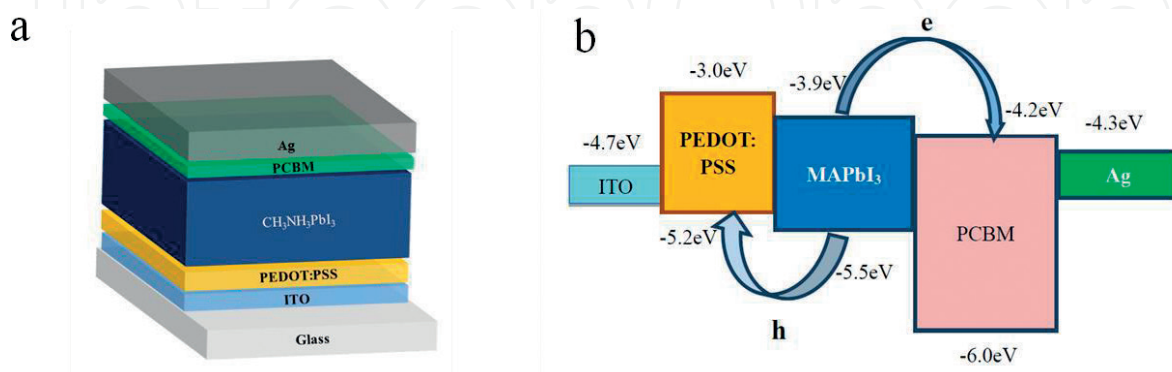 a
Ag
PCBM
CH₃NH₃PbI₃
PEDOT:PSS
ITO
Glass
b
e
-3.0eV
-3.9eV
-4.2eV
-4.3eV
-4.7eV
ITO
PEDOT:
PSS
MAPbI₃
PCBM
Ag
-5.2eV
-5.5eV
h
-6.0eV